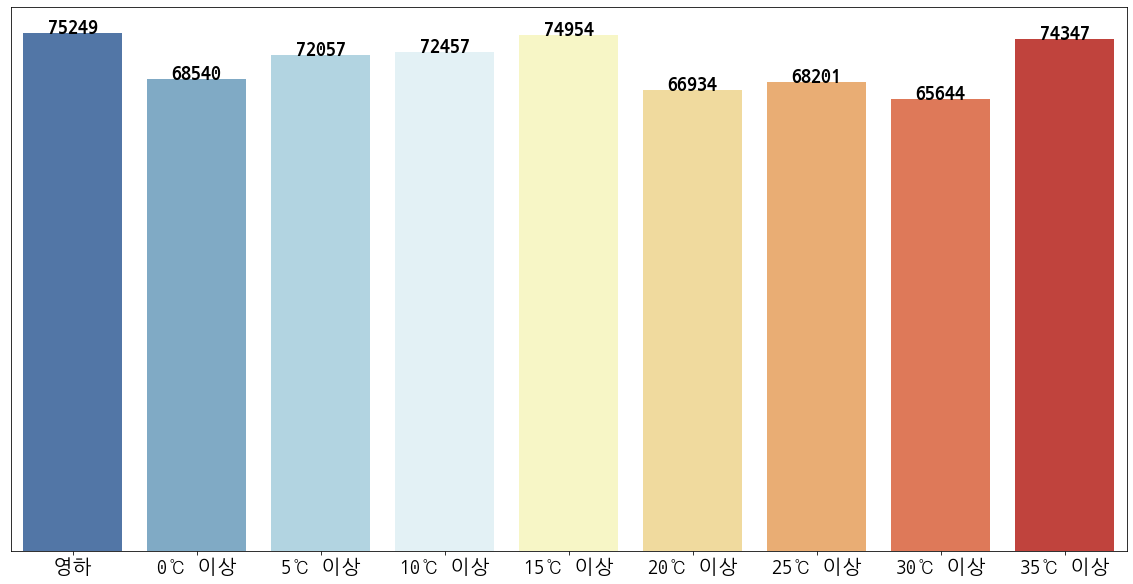 75249
68540
72057
72457
74954
66934
68201
65644
74347
영하
0℃ 이상
5℃ 이상
10℃ 이상
15℃ 이상
20℃ 이상
25℃ 이상
30℃ 이상
35℃ 이상